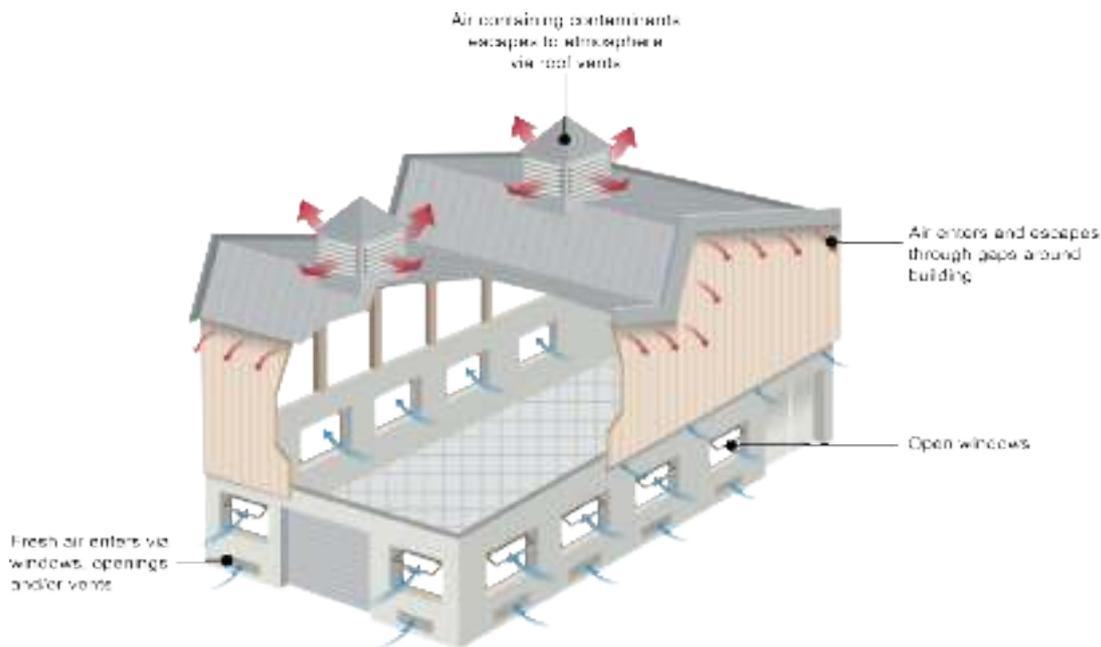 Air containing contaminants
escapes to atmosphere
via roof vents
Air enters and escapes
through gaps around
building
Open windows
Fresh air enters via
windows, openings
and/or vents